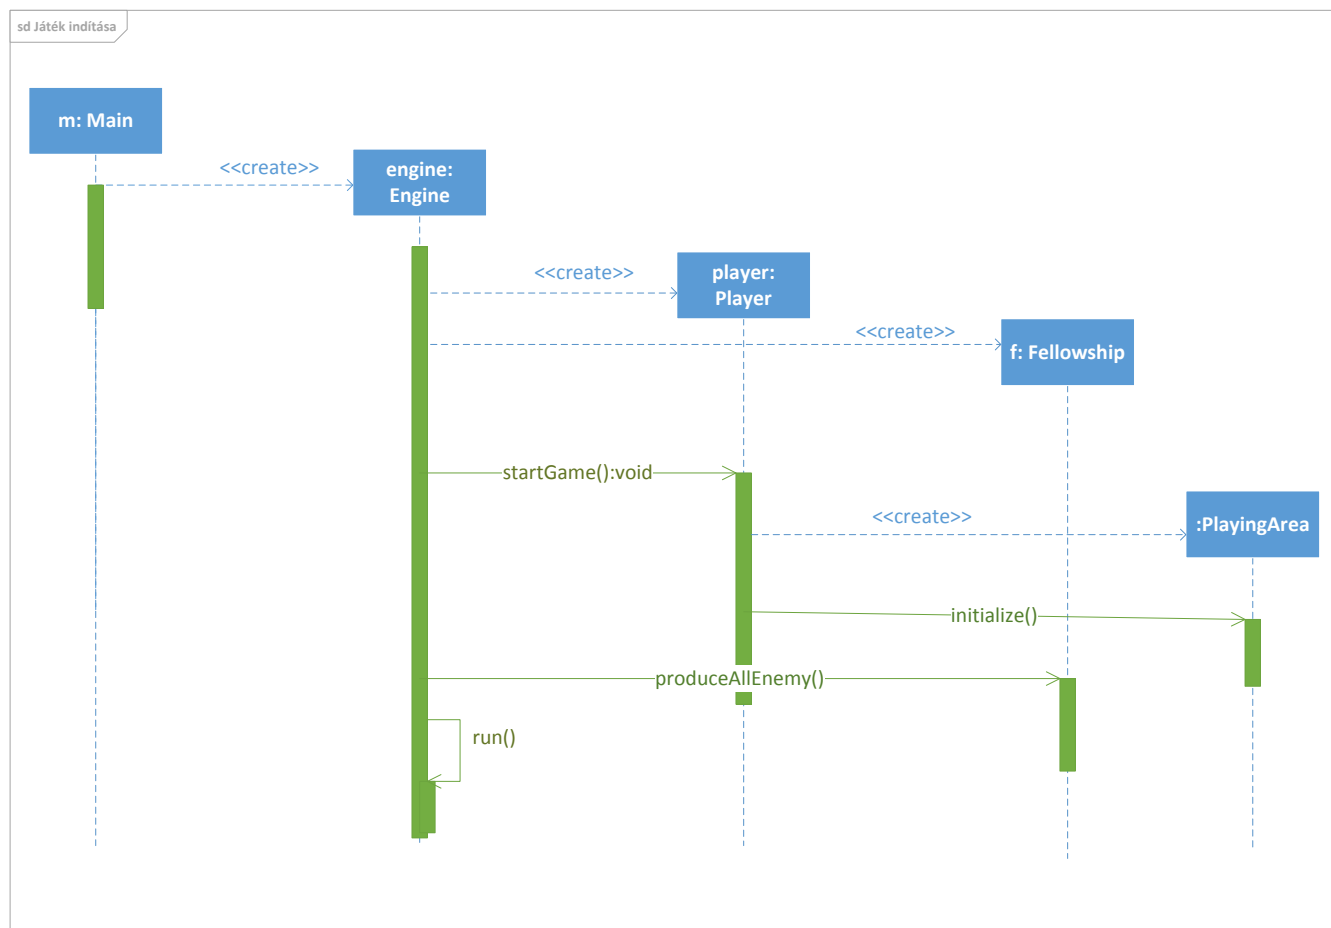 sd Játék indítása
m: Main
<<create>>
engine:
Engine
<<create>>
player:
Player
<<create>>
f: Fellowship
startGame():void
<<create>>
:PlayingArea
initialize()
produceAllEnemy()
run()